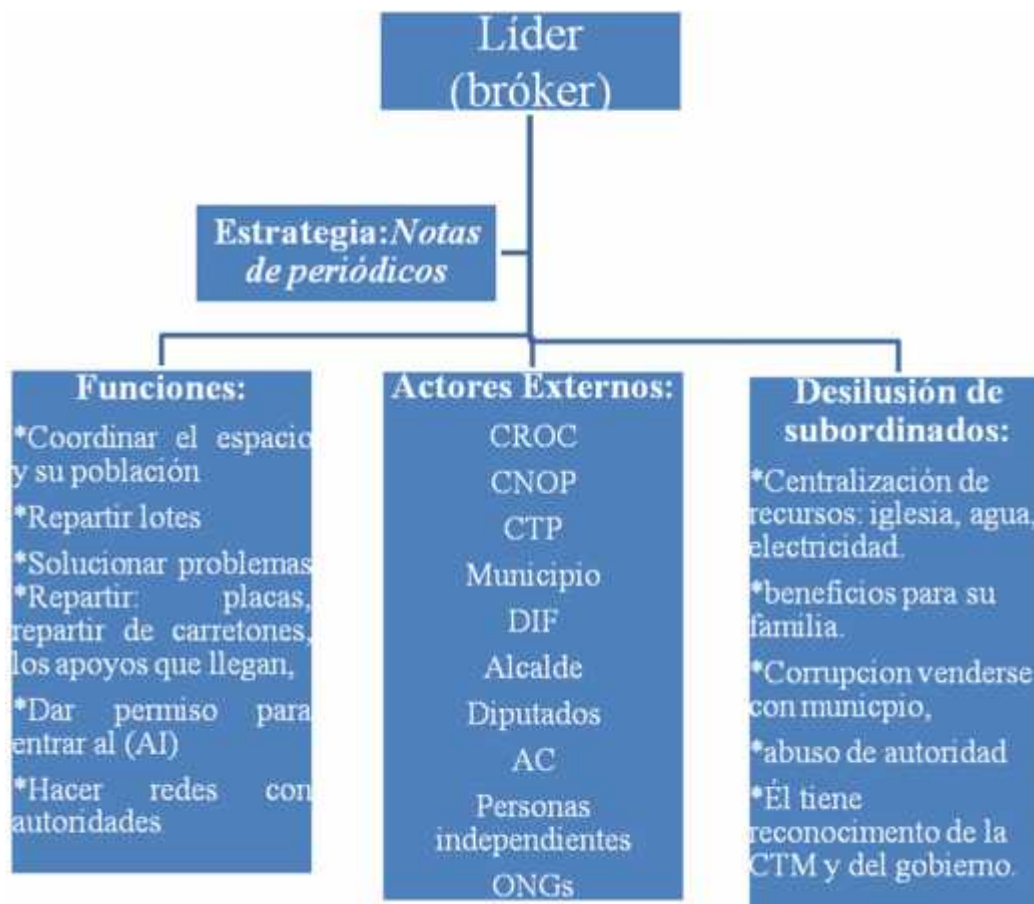 Líder
(bróker)
Estrategia:Notas
de periódicos
Funciones:
*Coordinar el espacio
y su población
*Repartir lotes
*Solucionar problemas
*Repartir: placas,
repartir de carretones,
los apoyos que llegan,
*Dar permiso para
entrar al (AI)
*Hacer redes con
autoridades
Actores Externos:
CROC
CNOP
CTP
Municipio
DIF
Alcalde
Diputados
AC
Personas
independientes
ONGs
Desilusión de
subordinados:
*Centralización de
recursos: iglesia, agua,
electricidad.
*beneficios para su
familia.
*Corrupcion venderse
con municpio,
*abuso de autoridad
*Él tiene
reconocimento de la
CTM y del gobierno.